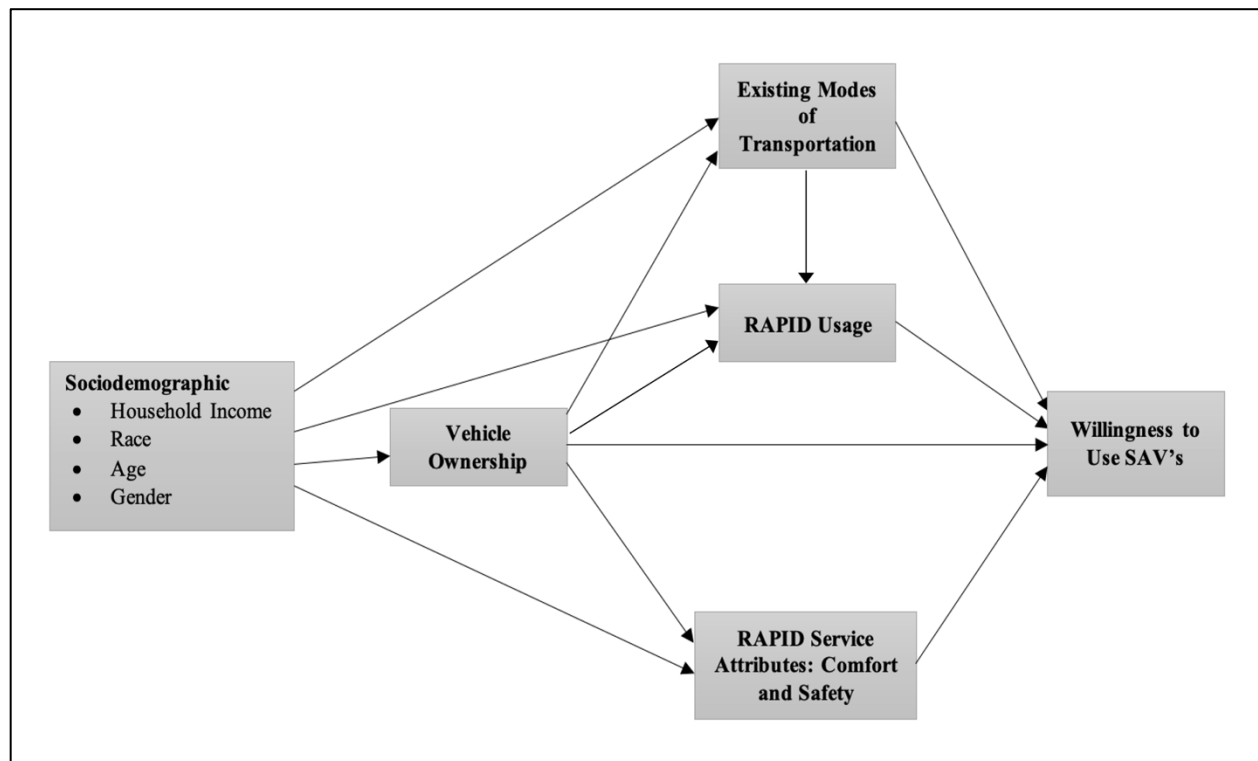 Existing Modes
of
Transportation
RAPID Usage
Sociodemographic
• Household Income
• Race
• Age
• Gender
Vehicle
Ownership
Willingness to
Use SAV’s
RAPID Service
Attributes: Comfort
and Safety